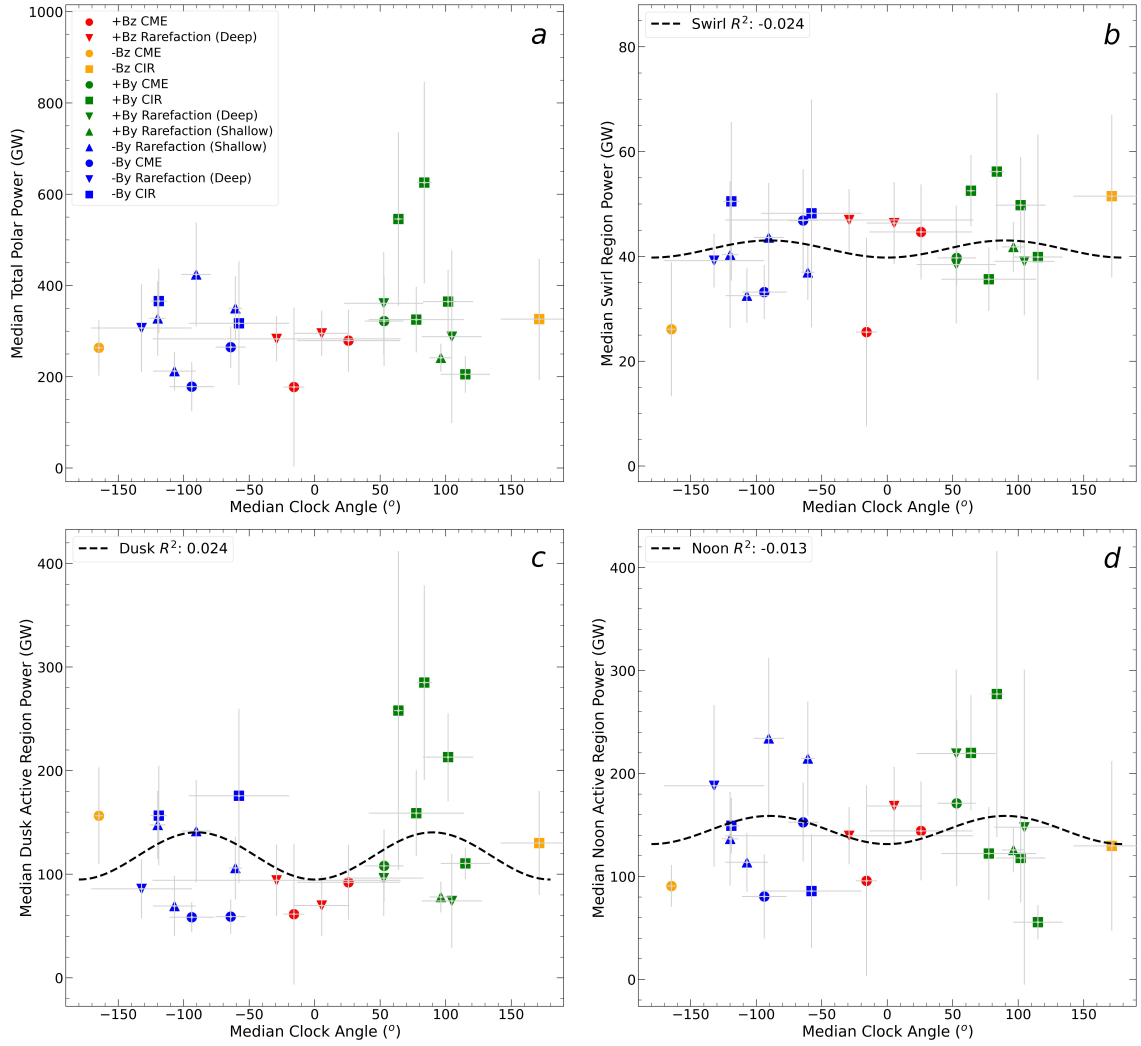 1000
800
600
400
200
0
Median Total Polar Power (GW)
+Bz CME
+Bz Rarefaction (Deep)
-Bz CME
-Bz CIR
+By CME
+By CIR
+By Rarefaction (Deep)
+By Rarefaction (Shallow)
-By Rarefaction (Shallow)
-By CME
-By Rarefaction (Deep)
-By CIR
a
−150 −100 −50 0 50 100 150
Median Clock Angle (°)
80
60
40
20
0
Median Swirl Region Power (GW)
Swirl R²: -0.024
b
−150 −100 −50 0 50 100 150
Median Clock Angle (°)
400
300
200
100
0
Median Dusk Active Region Power (GW)
Dusk R²: 0.024
c
−150 −100 −50 0 50 100 150
Median Clock Angle (°)
400
300
200
100
0
Median Noon Active Region Power (GW)
Noon R²: -0.013
d
−150 −100 −50 0 50 100 150
Median Clock Angle (°)